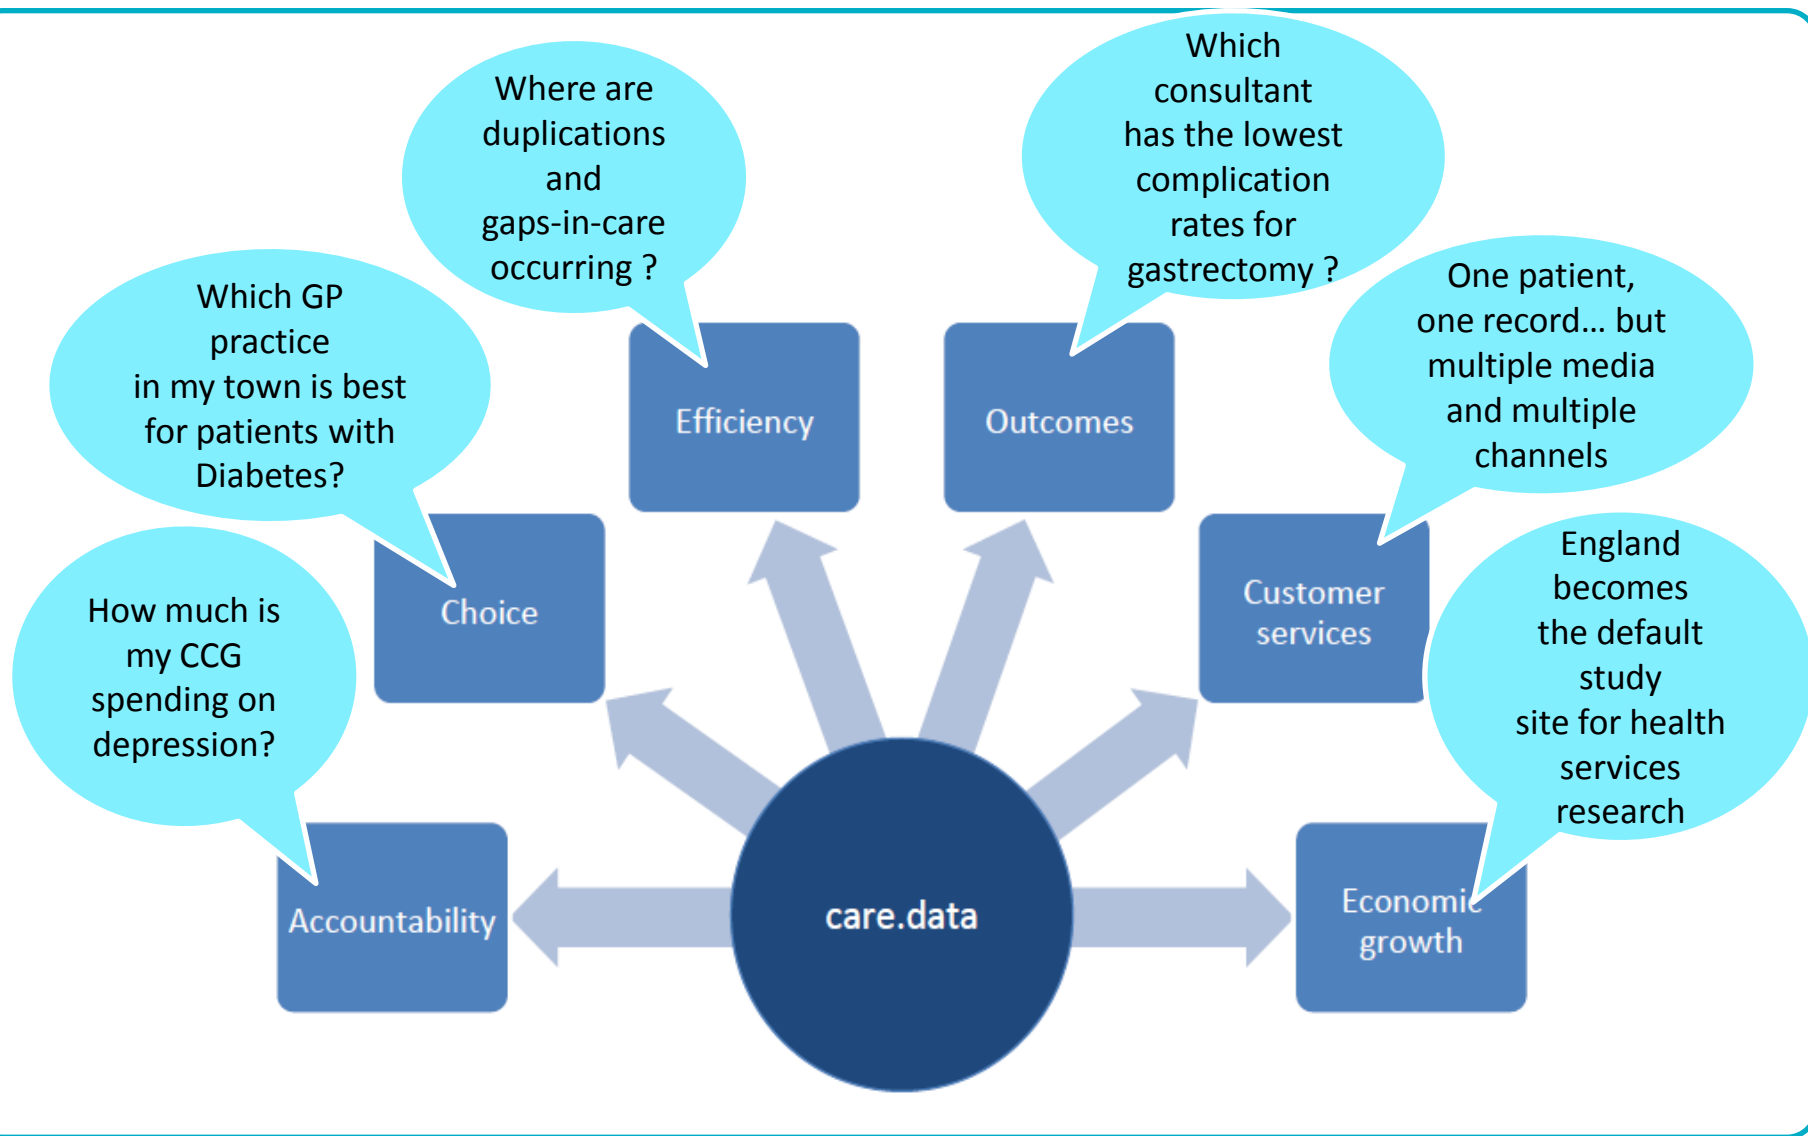 Which
consultant
has the lowest
complication
rates for
gastrectomy ?
Where are
duplications
and
gaps-in-care
occurring ?
Which GP
practice
in my town is best
for patients with
Diabetes?
One patient,
one record... but
multiple media
and multiple
channels
How much is
my CCG
spending on
depression?
England
becomes
the default
study
site for health
services
research
Efficiency
Outcomes
Choice
Customer
services
Accountability
care.data
Economic
growth